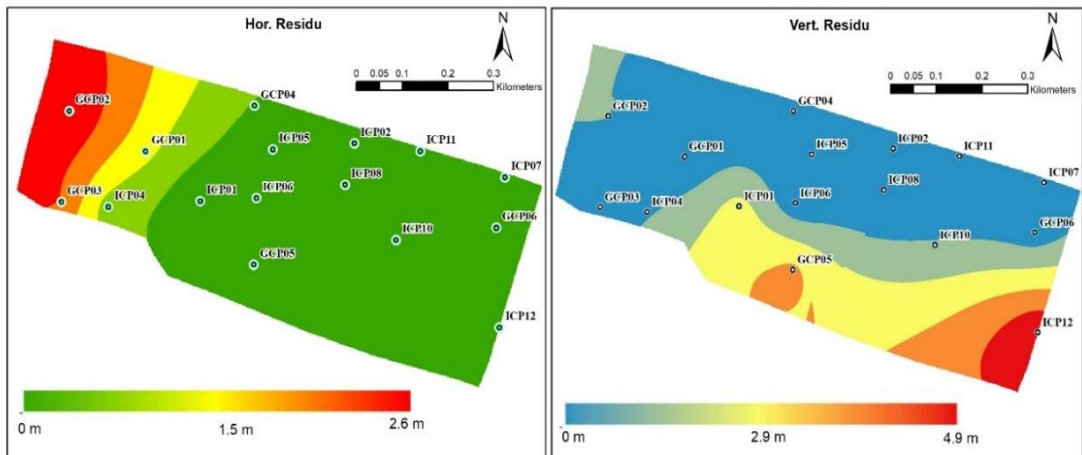 Hor. Residu
N
0 0.05 0.1 0.2 0.3
Kilometers
GCP02
GCP04
GCP01
ICP05
ICP02
ICP11
ICP07
GCP03
ICP04
ICP01
ICP06
ICP08
GCP06
ICP10
GCP05
ICP12
0 m 1.5 m 2.6 m
Vert. Residu
N
0 0.05 0.1 0.2 0.3
Kilometers
GCP02
GCP04
GCP01
ICP05
ICP02
ICP11
ICP07
GCP03
ICP04
ICP01
ICP06
ICP08
GCP06
ICP10
GCP05
ICP12
0 m 2.9 m 4.9 m